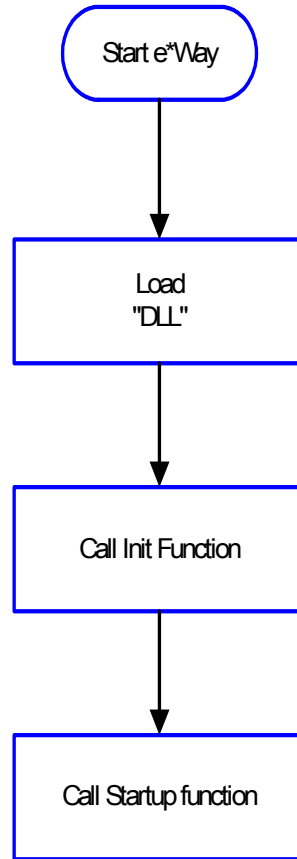 Start e*Way
Load
"DLL"
Call Init Function
Call Startup function